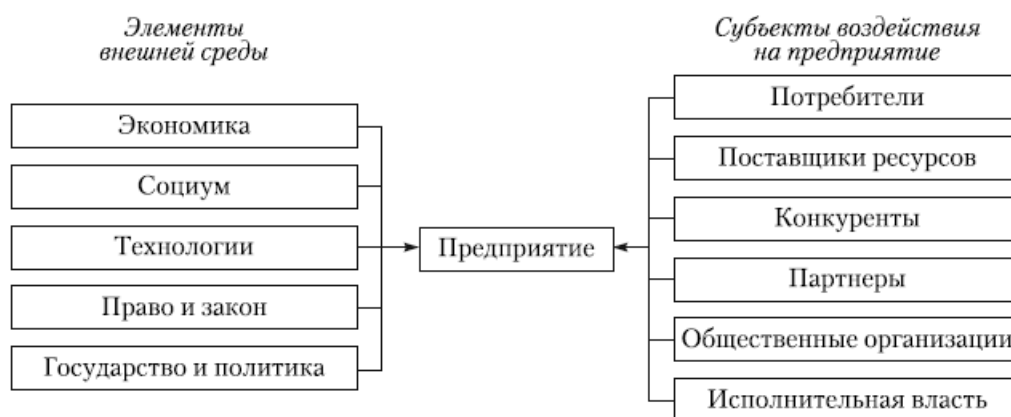 Элементы
внешней среды
Экономика
Социум
Технологии
Право и закон
Государство и политика
Предприятие
Субъекты воздействия
на предприятие
Потребители
Поставщики ресурсов
Конкуренты
Партнеры
Общественные организации
Исполнительная власть